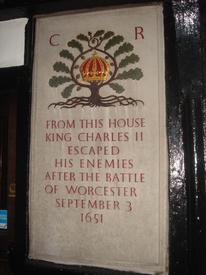 C R
FROM THIS HOUSE
KING CHARLES II
ESCAPED
HIS ENEMIES
AFTER THE BATTLE
OF WORCESTER
SEPTEMBER 3
1651